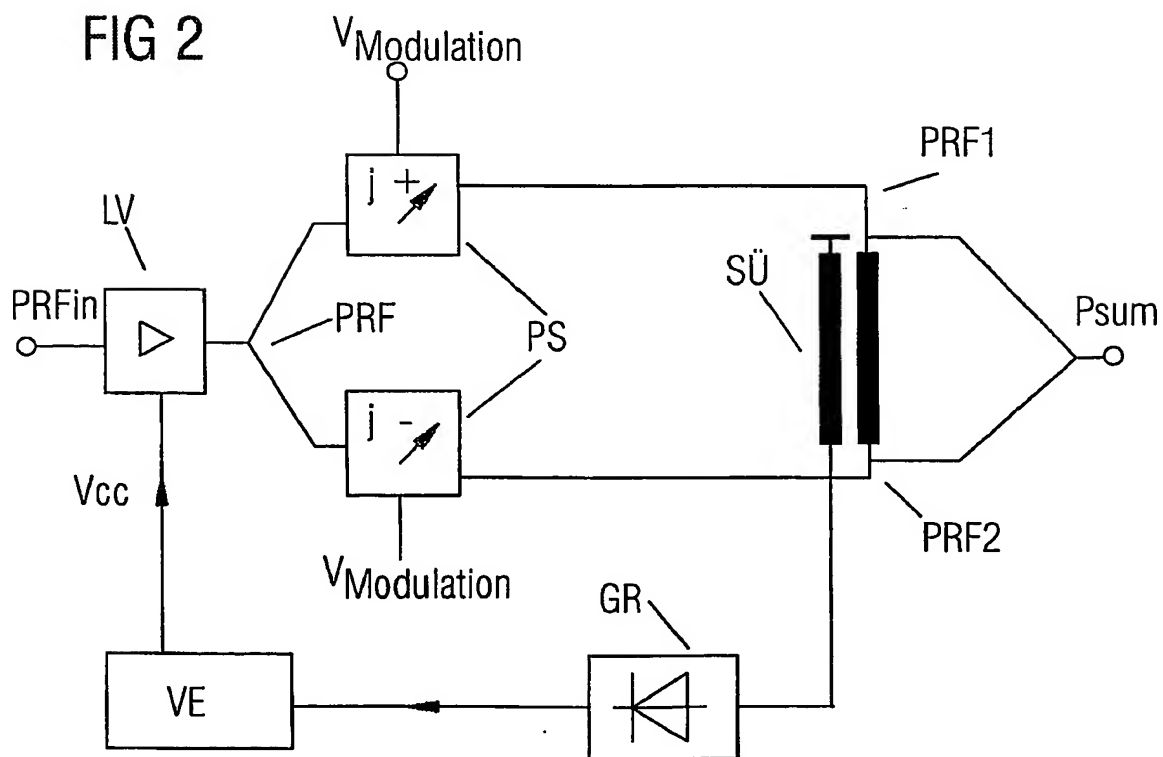 FIG 2
VModulation
PRF1
LV
j +
SÜ
PRFin
PRF
PS
Psum
j -
Vcc
PRF2
VModulation
GR
VE